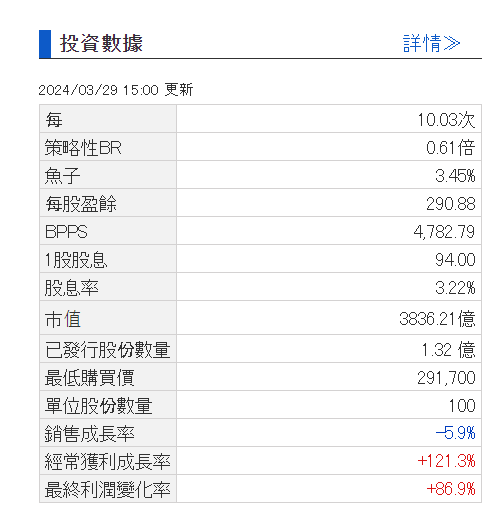 投資數據 詳情≫
2024/03/29 15:00 更新
每 10.03次
策略性BR 0.61倍
魚子 3.45%
每股盈餘 290.88
BPPS 4,782.79
1股股息 94.00
股息率 3.22%
市值 3836.21億
已發行股份數量 1.32 億
最低購買價 291,700
單位股份數量 100
銷售成長率 -5.9%
經常獲利成長率 +121.3%
最終利潤變化率 +86.9%